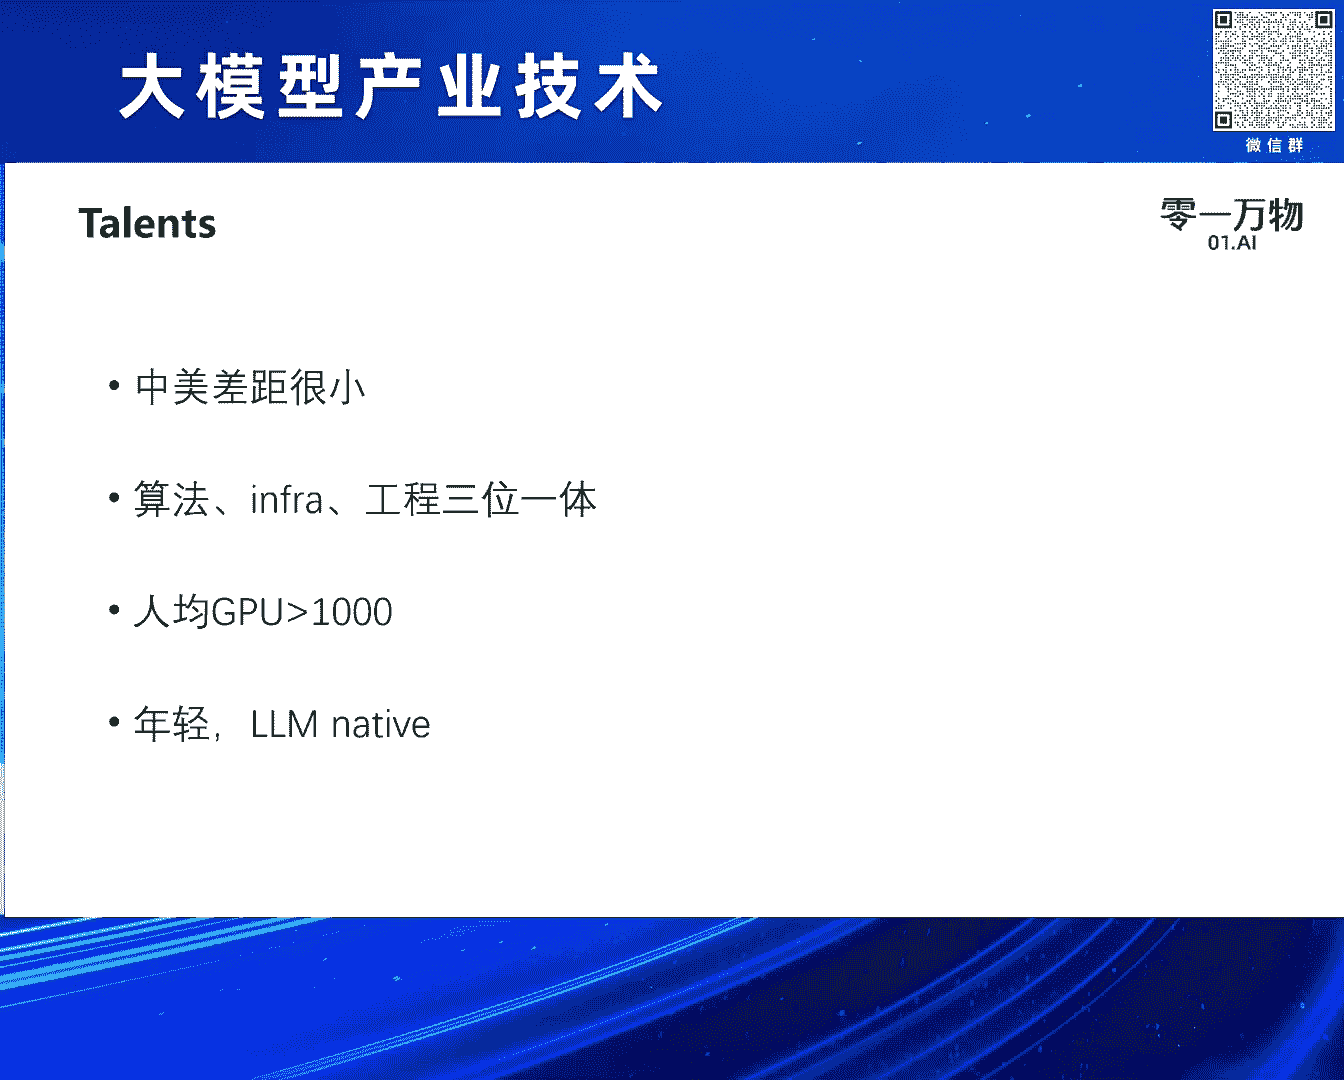 大模型产业技术
微信群
Talents
零一万物
01.AI
• 中美差距很小
• 算法、infra、工程三位一体
• 人均GPU>1000
• 年轻，LLM native